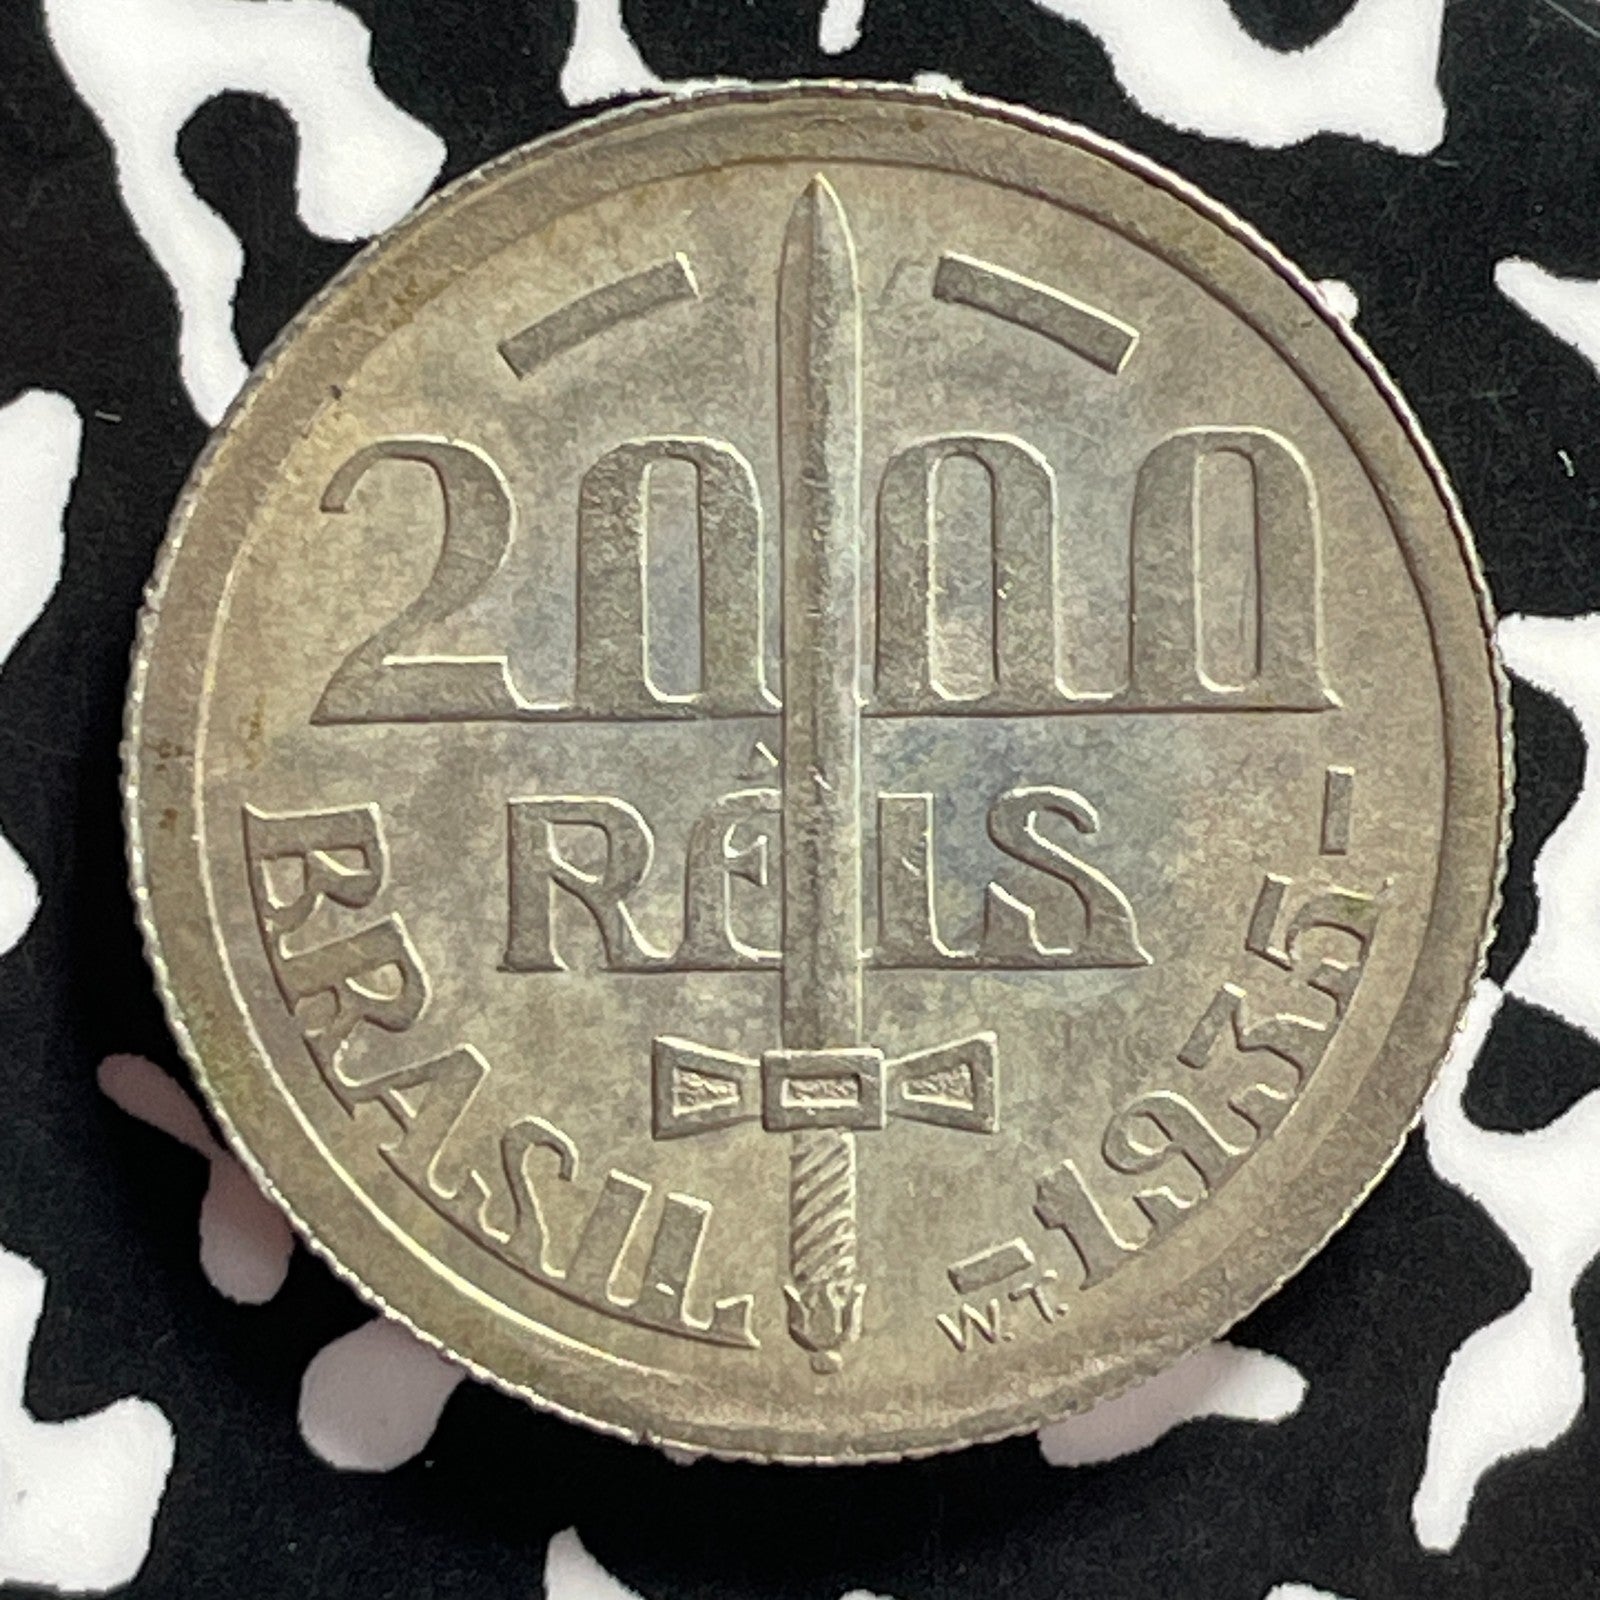 2000
RÉIS
BRASIL
-1935-
W.T.